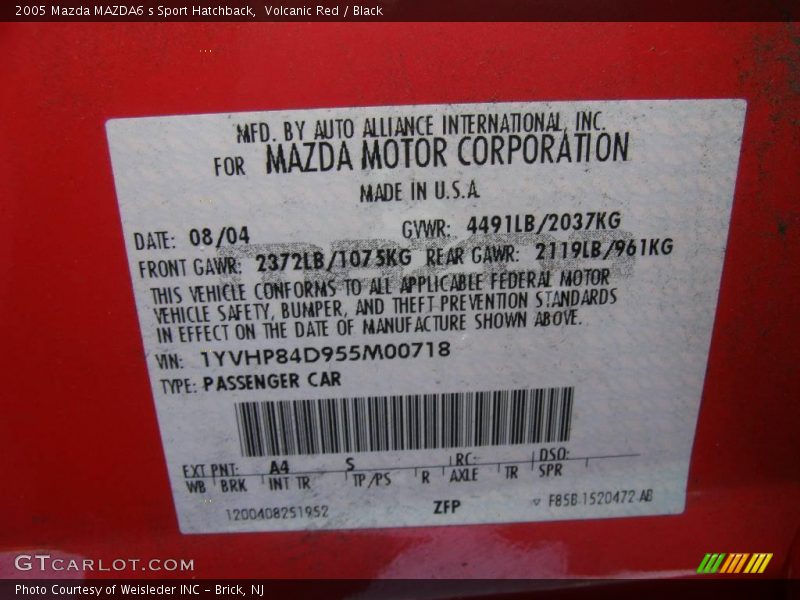 2005 Mazda MAZDA6 s Sport Hatchback,  Volcanic Red / Black
MFD. BY AUTO ALLIANCE INTERNATIONAL, INC.
FOR MAZDA MOTOR CORPORATION
MADE IN U.S.A.
DATE: 08/04 GVWR: 4491LB/2037KG
FRONT GAWR: 2372LB/1075KG REAR GAWR: 2119LB/961KG
THIS VEHICLE CONFORMS TO ALL APPLICABLE FEDERAL MOTOR
VEHICLE SAFETY, BUMPER, AND THEFT PREVENTION STANDARDS
IN EFFECT ON THE DATE OF MANUFACTURE SHOWN ABOVE.
VIN: 1YVHP84D955M00718
TYPE: PASSENGER CAR
EXT PNT: A4 S RC: DSO:
WB BRK INT TR TP/PS R AXLE TR SPR
1200408251952 ZFP F85B 1520472 AB
GTCARLOT.COM
Photo Courtesy of Weisleder INC - Brick, NJ